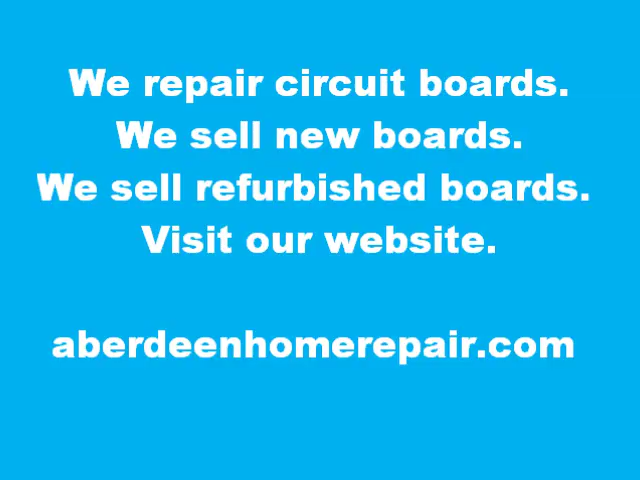 We repair circuit boards.
We sell new boards.
We sell refurbished boards.
Visit our website.
aberdeenhomerepair.com